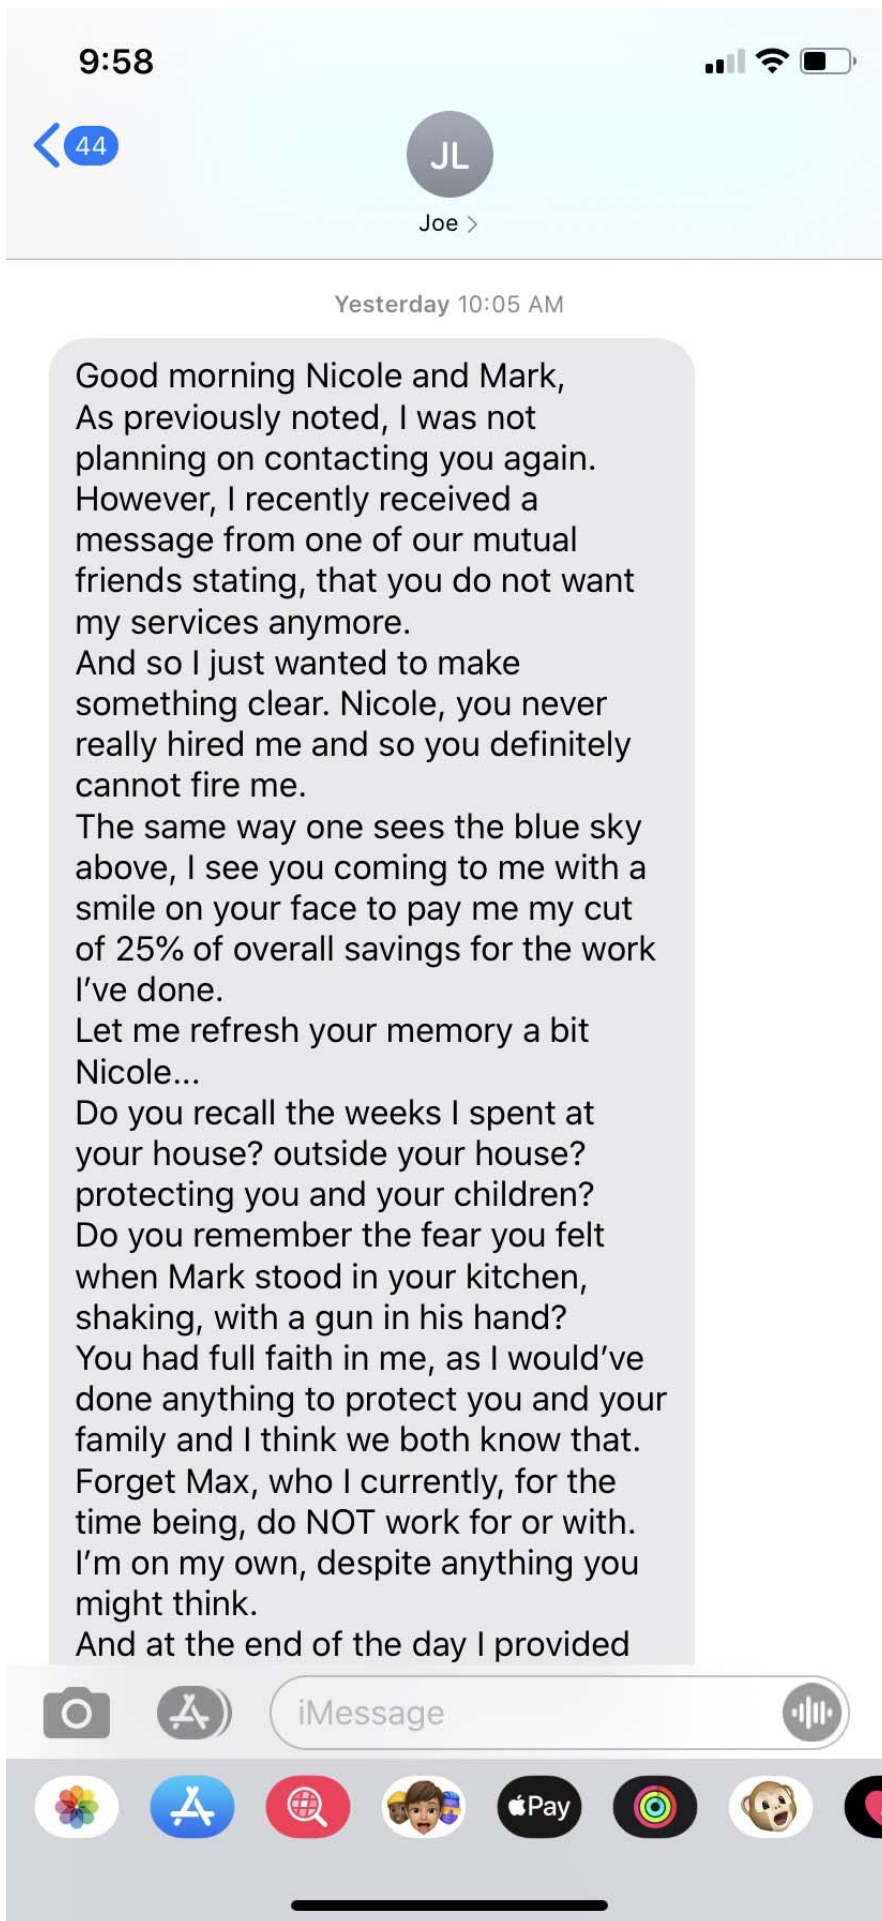 9:58
44
JL
Joe >
Yesterday 10:05 AM
Good morning Nicole and Mark,
As previously noted, I was not
planning on contacting you again.
However, I recently received a
message from one of our mutual
friends stating, that you do not want
my services anymore.
And so I just wanted to make
something clear. Nicole, you never
really hired me and so you definitely
cannot fire me.
The same way one sees the blue sky
above, I see you coming to me with a
smile on your face to pay me my cut
of 25% of overall savings for the work
I’ve done.
Let me refresh your memory a bit
Nicole...
Do you recall the weeks I spent at
your house? outside your house?
protecting you and your children?
Do you remember the fear you felt
when Mark stood in your kitchen,
shaking, with a gun in his hand?
You had full faith in me, as I would’ve
done anything to protect you and your
family and I think we both know that.
Forget Max, who I currently, for the
time being, do NOT work for or with.
I’m on my own, despite anything you
might think.
And at the end of the day I provided
iMessage
Pay